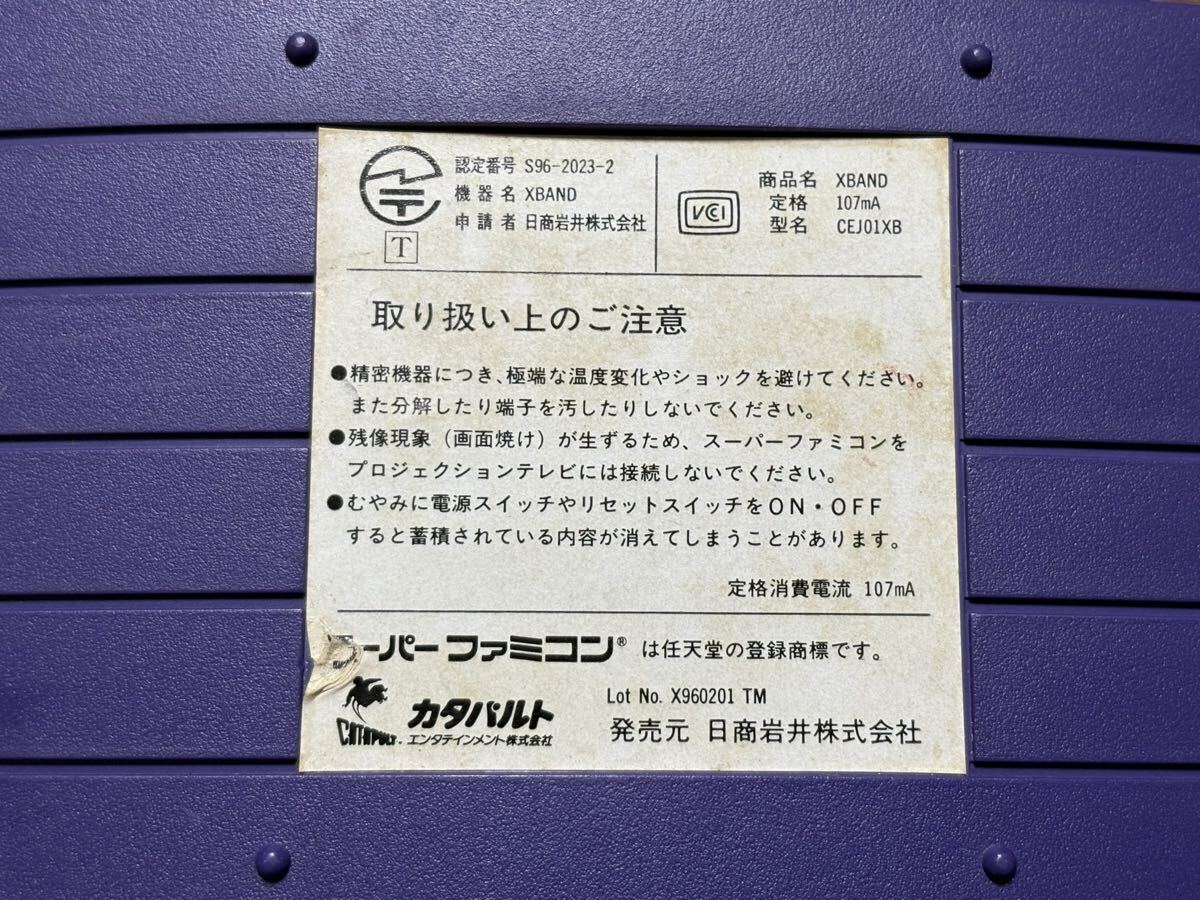 認定番号 S96-2023-2
機器名 XBAND
申請者 日商岩井株式会社
T
VCI
商品名 XBAND
定格 107mA
型名 CEJ01XB
取り扱い上のご注意
●精密機器につき、極端な温度変化やショックを避けてください。
また分解したり端子を汚したりしないでください。
●残像現象(画面焼け)が生ずるため、スーパーファミコンを
プロジェクションテレビには接続しないでください。
●むやみに電源スイッチやリセットスイッチをON・OFF
すると蓄積されている内容が消えてしまうことがあります。
定格消費電流 107mA
ーパーファミコン® は任天堂の登録商標です。
CATAPULT. カタパルト
エンタテインメント株式会社
Lot No. X960201 TM
発売元 日商岩井株式会社